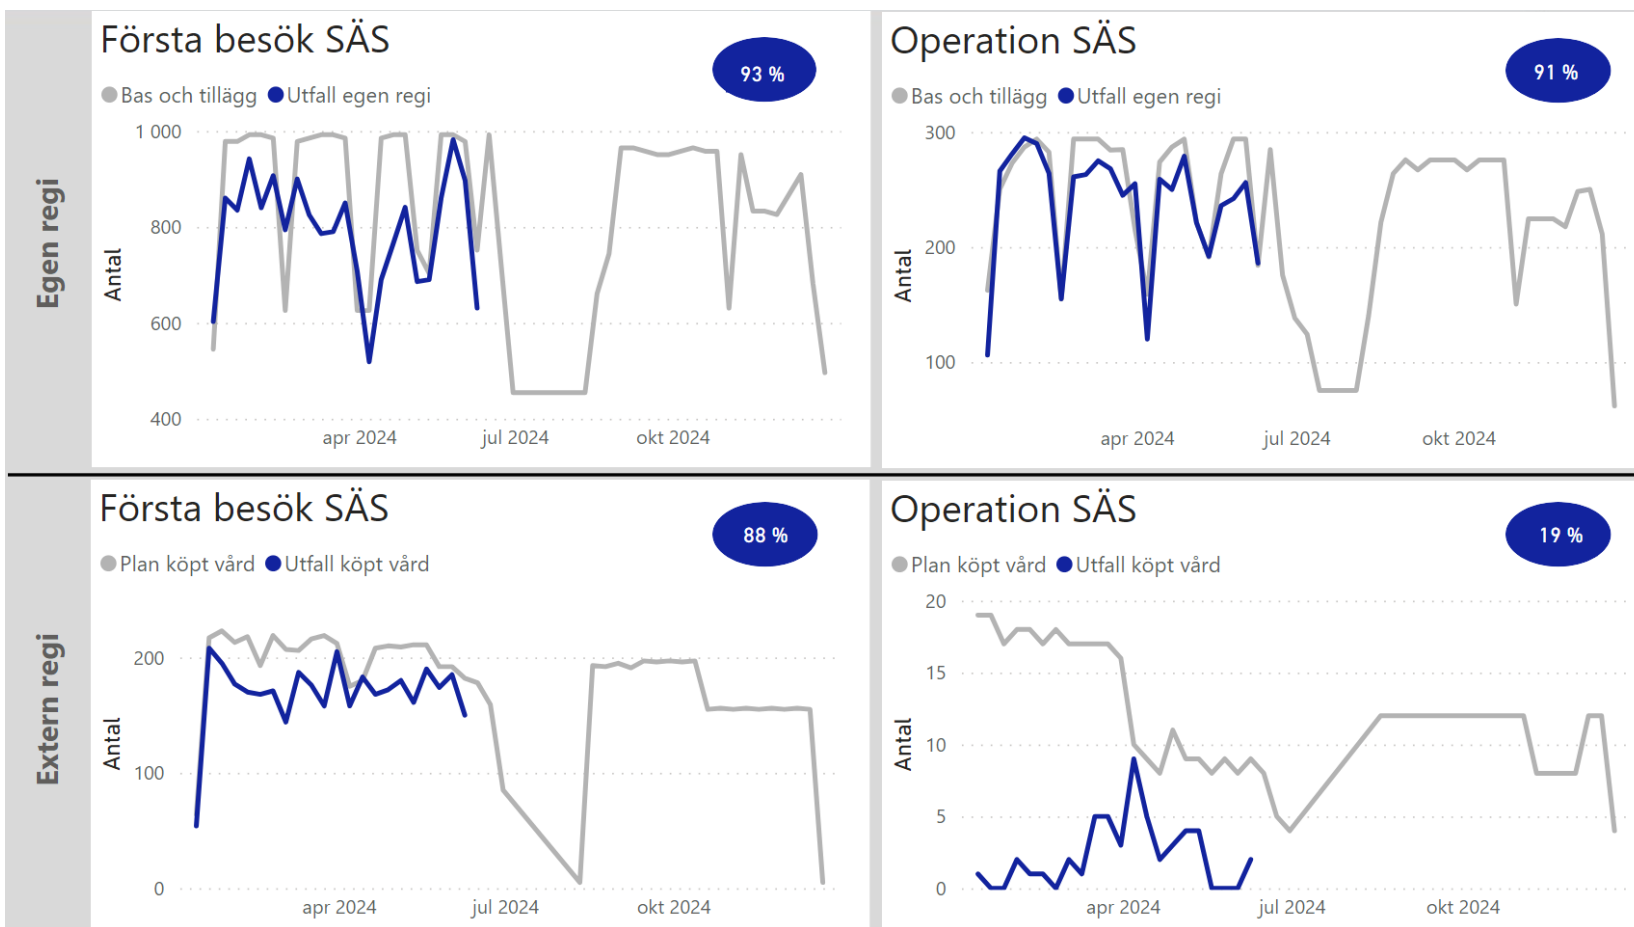 Egen regi
Första besök SÄS
93 %
Bas och tillägg Utfall egen regi
Antal
1 000
800
600
400
apr 2024 jul 2024 okt 2024
Operation SÄS
91 %
Bas och tillägg Utfall egen regi
Antal
300
200
100
apr 2024 jul 2024 okt 2024
Extern regi
Första besök SÄS
88 %
Plan köpt vård Utfall köpt vård
Antal
200
100
0
apr 2024 jul 2024 okt 2024
Operation SÄS
19 %
Plan köpt vård Utfall köpt vård
Antal
20
15
10
5
0
apr 2024 jul 2024 okt 2024